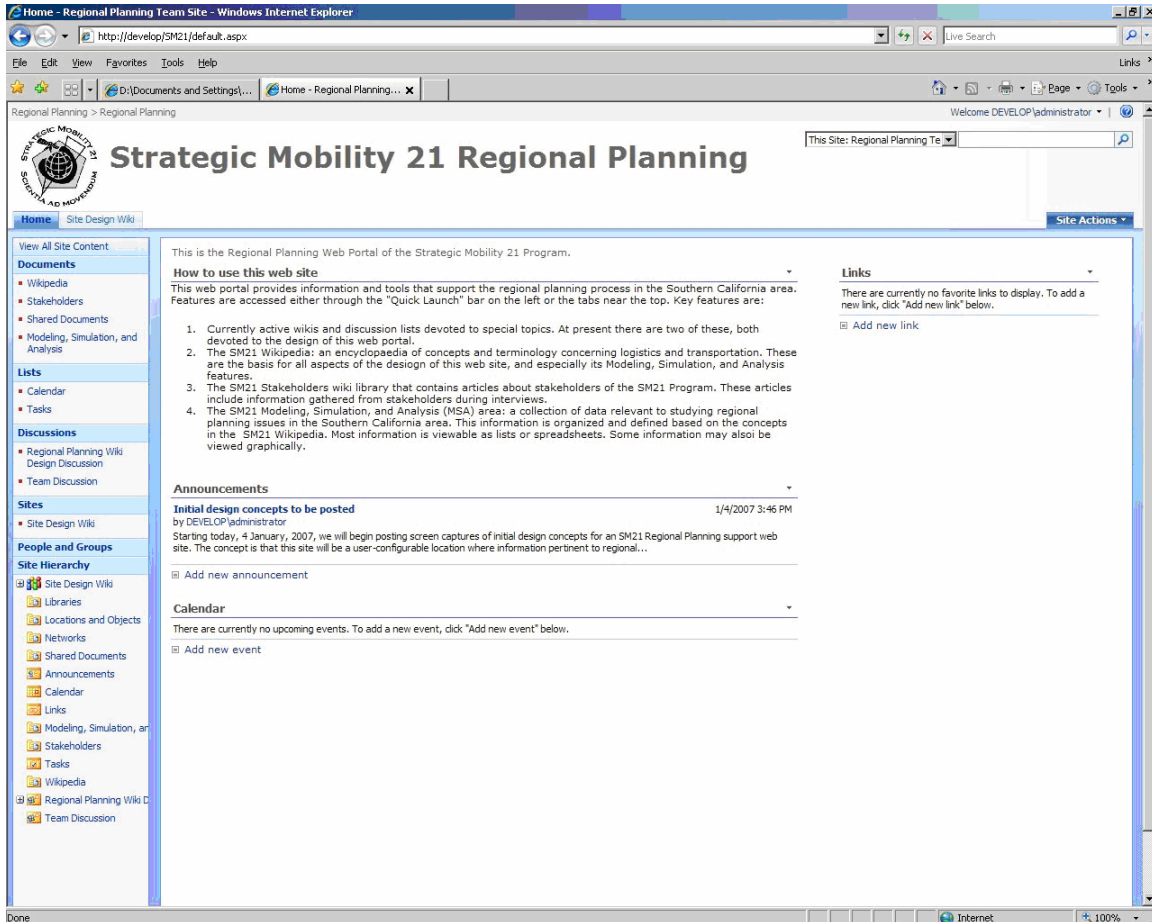 Home - Regional Planning Team Site - Windows Internet Explorer
http://develop/SM21/default.aspx
Live Search
File Edit View Favorites Tools Help
Links
D:\Documents and Settings\...
Home - Regional Planning...
Page
Tools
Regional Planning > Regional Planning
Welcome DEVELOP\administrator
STRATEGIC MOBILITY 21
SCIENTIA AD MOVENDUM
Strategic Mobility 21 Regional Planning
This Site: Regional Planning Te
Home
Site Design Wiki
Site Actions
View All Site Content
Documents
Wikipedia
Stakeholders
Shared Documents
Modeling, Simulation, and
Analysis
Lists
Calendar
Tasks
Discussions
Regional Planning Wiki
Design Discussion
Team Discussion
Sites
Site Design Wiki
People and Groups
Site Hierarchy
Site Design Wiki
Libraries
Locations and Objects
Networks
Shared Documents
Announcements
Calendar
Links
Modeling, Simulation, an
Stakeholders
Tasks
Wikipedia
Regional Planning Wiki D
Team Discussion
This is the Regional Planning Web Portal of the Strategic Mobility 21 Program.
How to use this web site
This web portal provides information and tools that support the regional planning process in the Southern California area.
Features are accessed either through the "Quick Launch" bar on the left or the tabs near the top. Key features are:
1. Currently active wikis and discussion lists devoted to special topics. At present there are two of these, both
devoted to the design of this web portal.
2. The SM21 Wikipedia: an encyclopaedia of concepts and terminology concerning logistics and transportation. These
are the basis for all aspects of the desiogn of this web site, and especially its Modeling, Simulation, and Analysis
features.
3. The SM21 Stakeholders wiki library that contains articles about stakeholders of the SM21 Program. These articles
include information gathered from stakeholders during interviews.
4. The SM21 Modeling, Simulation, and Analysis (MSA) area: a collection of data relevant to studying regional
planning issues in the Southern California area. This information is organized and defined based on the concepts
in the SM21 Wikipedia. Most information is viewable as lists or spreadsheets. Some information may alsoi be
viewed graphically.
Announcements
Initial design concepts to be posted 1/4/2007 3:46 PM
by DEVELOP\administrator
Starting today, 4 January, 2007, we will begin posting screen captures of initial design concepts for an SM21 Regional Planning support web
site. The concept is that this site will be a user-configurable location where information pertinent to regional...
Add new announcement
Calendar
There are currently no upcoming events. To add a new event, click "Add new event" below.
Add new event
Links
There are currently no favorite links to display. To add a
new link, click "Add new link" below.
Add new link
Done
Internet
100%